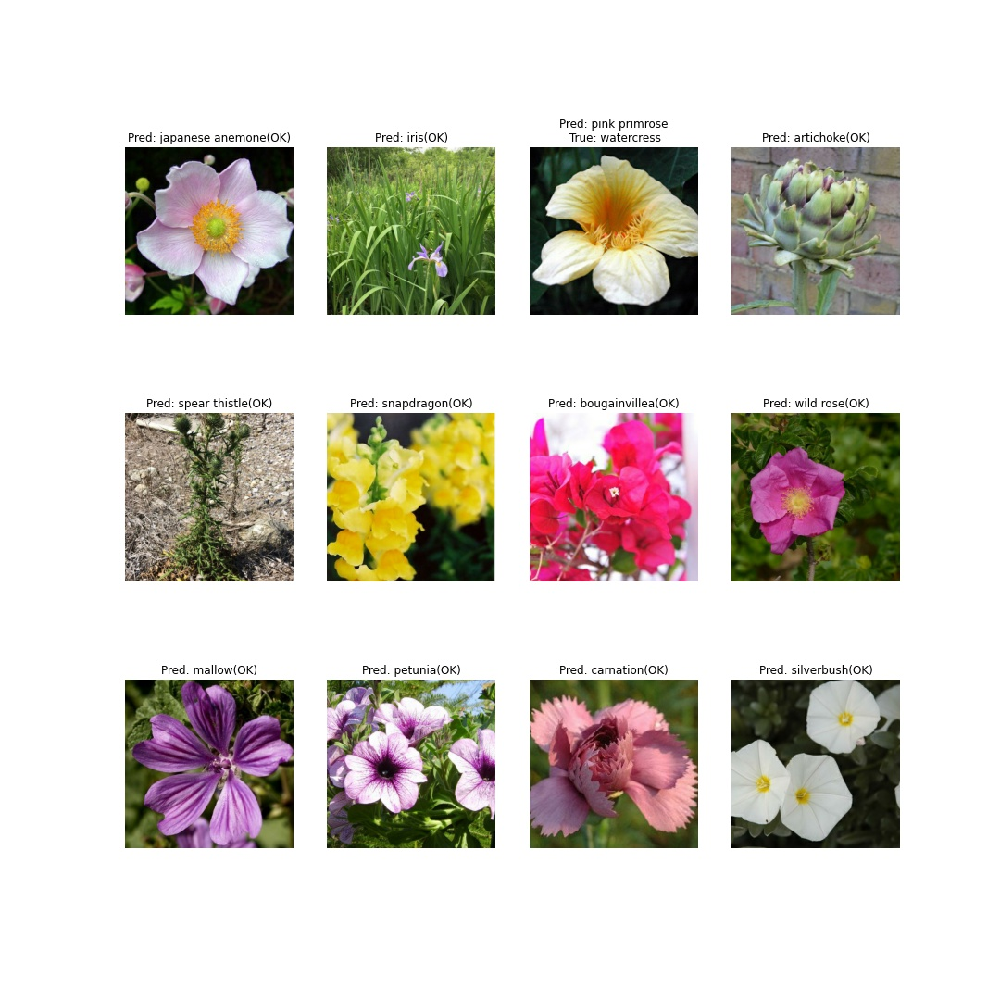 Pred: japanese anemone(OK)
Pred: iris(OK)
Pred: pink primrose
True: watercress
Pred: artichoke(OK)
Pred: spear thistle(OK)
Pred: snapdragon(OK)
Pred: bougainvillea(OK)
Pred: wild rose(OK)
Pred: mallow(OK)
Pred: petunia(OK)
Pred: carnation(OK)
Pred: silverbush(OK)